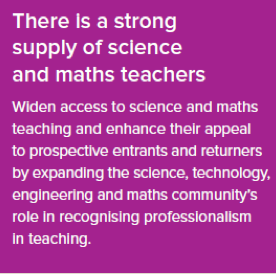 There is a strong
supply of science
and maths teachers
Widen access to science and maths
teaching and enhance their appeal
to prospective entrants and returners
by expanding the science, technology,
engineering and maths community's
role in recognising professionalism
in teaching.